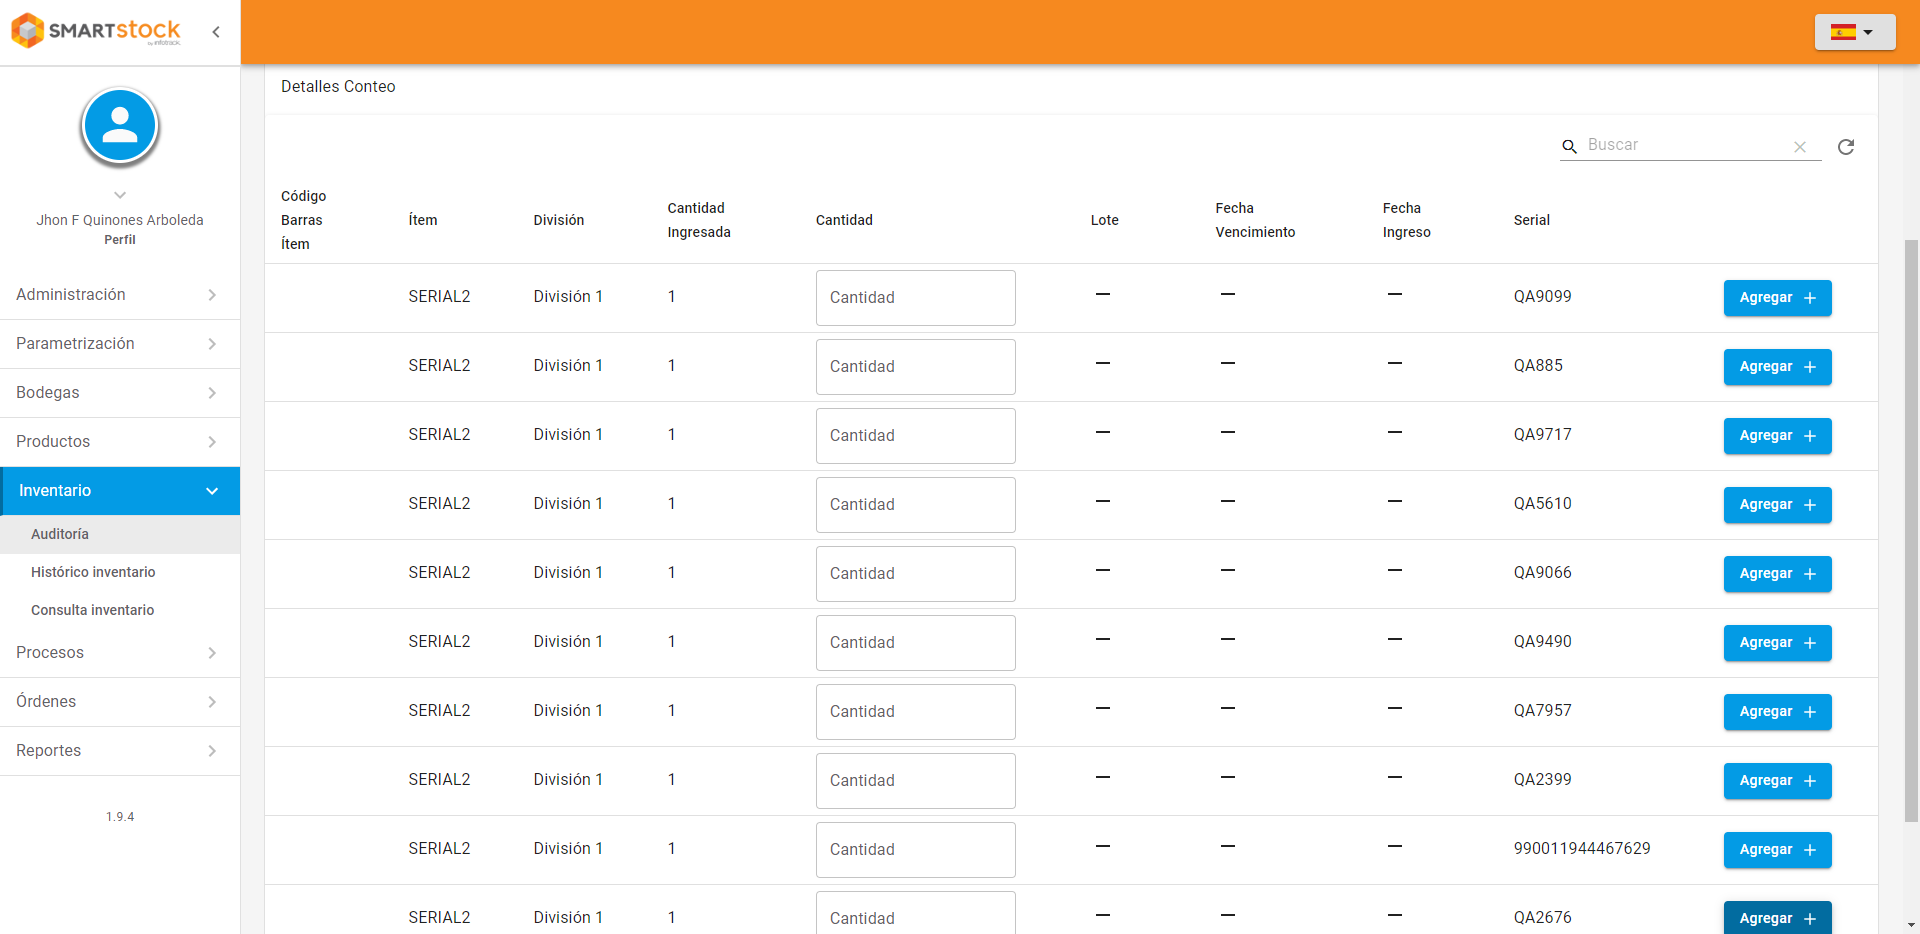 SMARTSTOCK
by infotrack
Jhon F Quinones Arboleda
Perfíl
Administración
Parametrización
Bodegas
Productos
Inventario
Auditoría
Histórico inventario
Consulta inventario
Procesos
Órdenes
Reportes
1.9.4
Detalles Conteo
Buscar
Código Barras Ítem Ítem División Cantidad Ingresada Cantidad Lote Fecha Vencimiento Fecha Ingreso Serial
SERIAL2 División 1 1 Cantidad — — — QA9099 Agregar +
SERIAL2 División 1 1 Cantidad — — — QA885 Agregar +
SERIAL2 División 1 1 Cantidad — — — QA9717 Agregar +
SERIAL2 División 1 1 Cantidad — — — QA5610 Agregar +
SERIAL2 División 1 1 Cantidad — — — QA9066 Agregar +
SERIAL2 División 1 1 Cantidad — — — QA9490 Agregar +
SERIAL2 División 1 1 Cantidad — — — QA7957 Agregar +
SERIAL2 División 1 1 Cantidad — — — QA2399 Agregar +
SERIAL2 División 1 1 Cantidad — — — 990011944467629 Agregar +
SERIAL2 División 1 1 Cantidad — — — QA2676 Agregar +